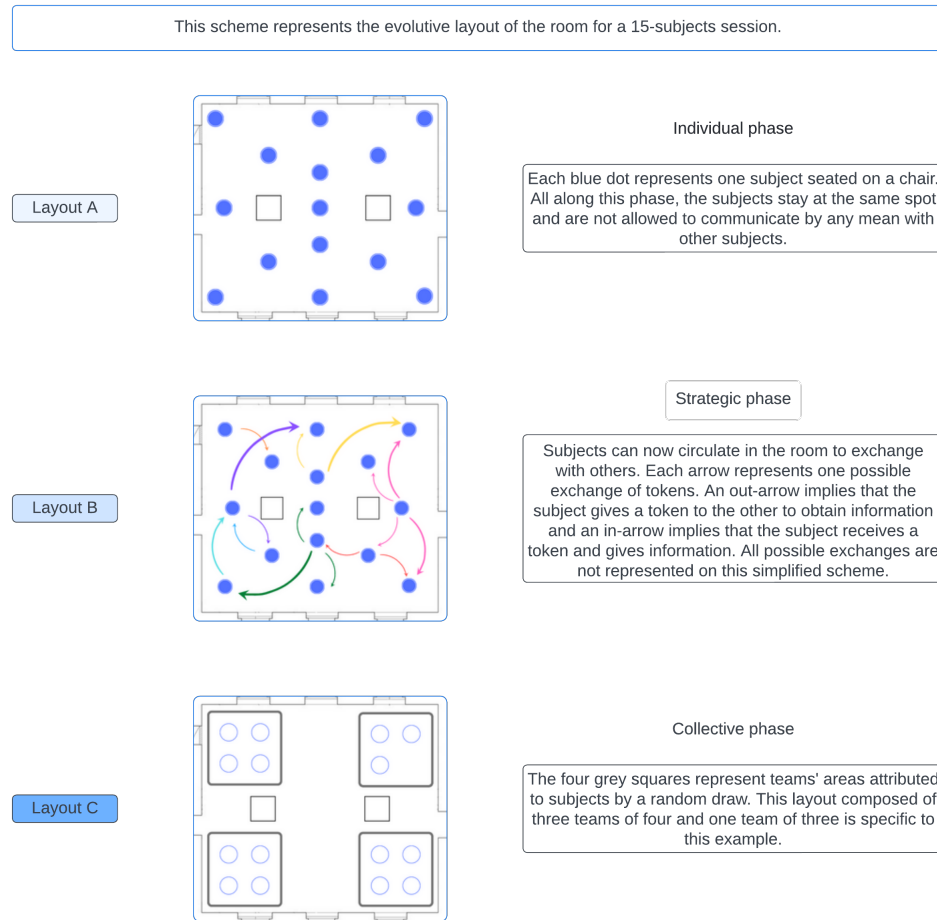 This scheme represents the evolutive layout of the room for a 15-subjects session.
Layout A
Individual phase
Each blue dot represents one subject seated on a chair.
All along this phase, the subjects stay at the same spot
and are not allowed to communicate by any mean with
other subjects.
Layout B
Strategic phase
Subjects can now circulate in the room to exchange
with others. Each arrow represents one possible
exchange of tokens. An out-arrow implies that the
subject gives a token to the other to obtain information
and an in-arrow implies that the subject receives a
token and gives information. All possible exchanges are
not represented on this simplified scheme.
Layout C
Collective phase
The four grey squares represent teams' areas attributed
to subjects by a random draw. This layout composed of
three teams of four and one team of three is specific to
this example.